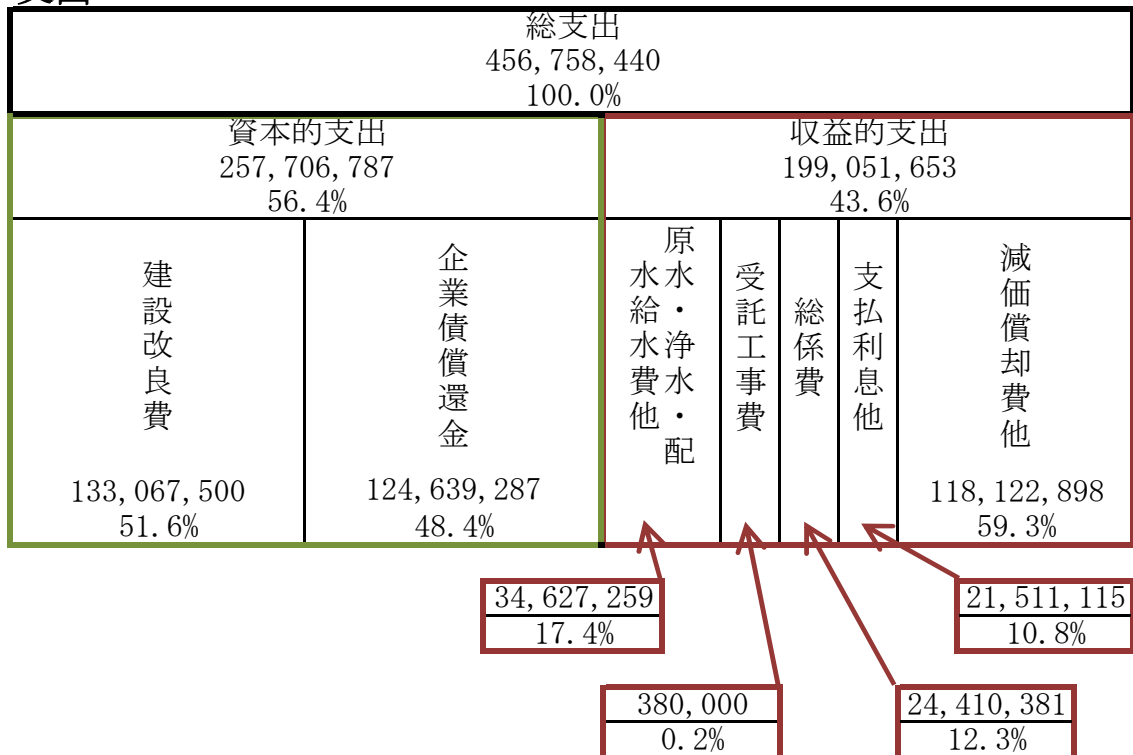 総支出
456,758,440
100.0%
資本的支出
257,706,787
56.4%
収益的支出
199,051,653
43.6%
建設改良費
133,067,500
51.6%
企業債償還金
124,639,287
48.4%
原水・浄水・配
水給水費他
受託工事費
総係費
支払利息他
減価償却費他
118,122,898
59.3%
34,627,259
17.4%
21,511,115
10.8%
380,000
0.2%
24,410,381
12.3%